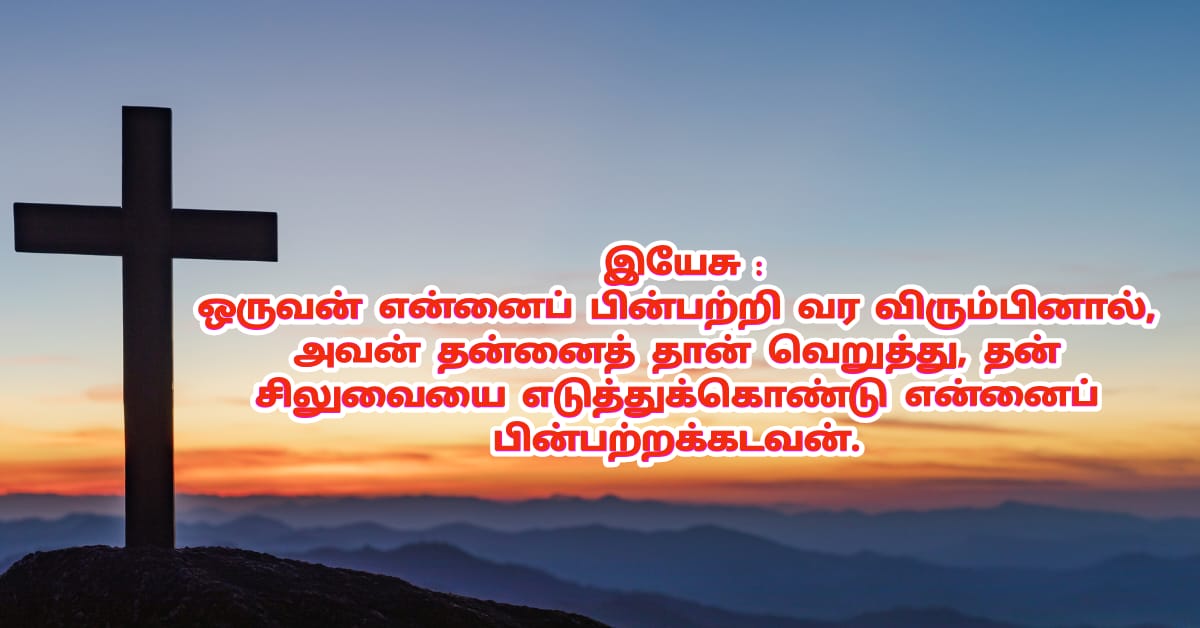 இயேசு :
ஒருவன் என்னைப் பின்பற்றி வர விரும்பினால்,
அவன் தன்னைத் தான் வெறுத்து, தன்
சிலுவையை எடுத்துக்கொண்டு என்னைப்
பின்பற்றக்கடவன்.